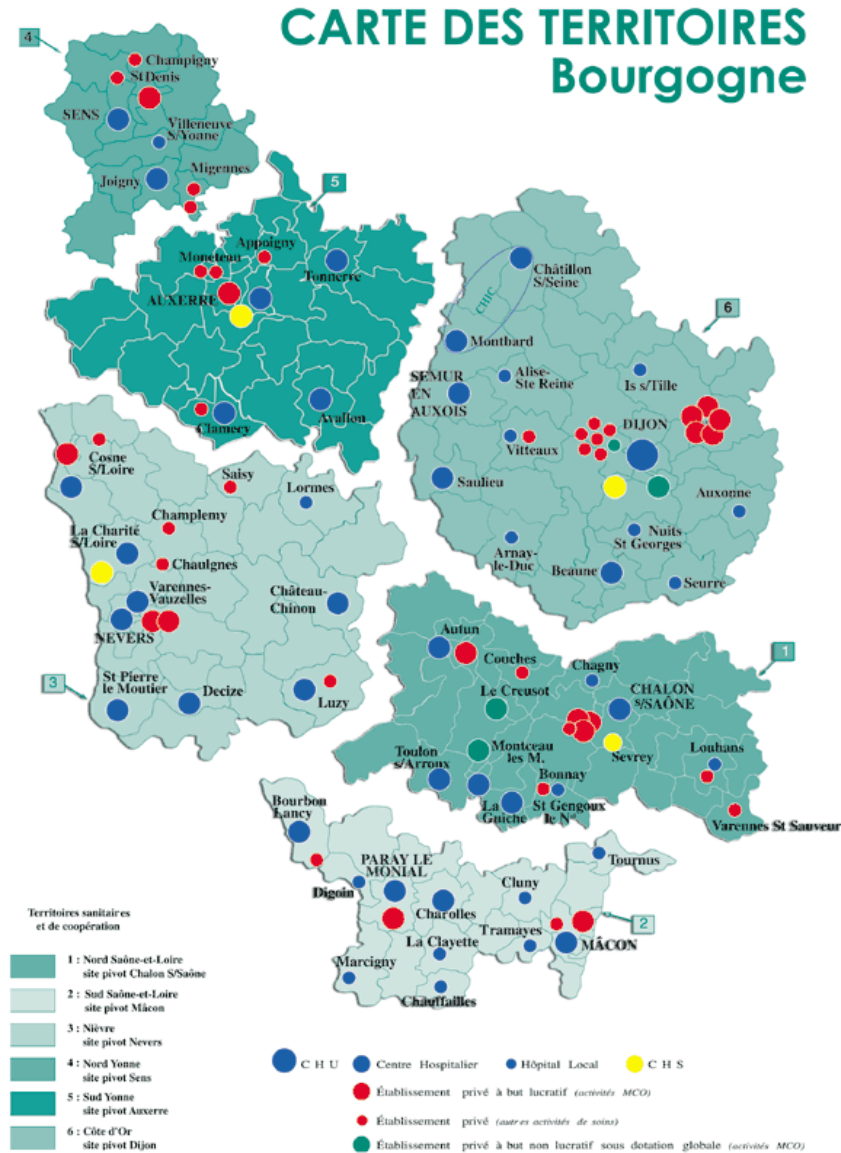 CARTE DES TERRITOIRES
Bourgogne
4
Champigny
St Denis
SENS
Villeneuve
S/Yonne
Migennes
Joigny
5
Appoigny
Moneteau
Tonnerre
AUXERRE
Clamecy
Avallon
Châtillon
S/Seine
CHIC
6
Montbard
SEMUR
EN
AUXOIS
Alise-
Ste Reine
Is s/Tille
DIJON
Vitteaux
Saulieu
Auxonne
Nuits
St Georges
Arnay-
le-Duc
Beaune
Seurre
Cosne
S/Loire
Saisy
Lormes
Champlemy
La Charité
S/Loire
Chaulgnes
Varennes-
Vauzelles
Château-
Chinou
NEVERS
St Pierre
le Moutier
Decize
Luzy
3
Autun
Couches
Chagny
1
Le Creusot
CHALON
s/SAÔNE
Montceau
les M.
Sevrey
Louhans
Toulon
s/Arroux
Bonnay
La
Guiche
St Gengoux
le Nal
Varennes St Sauveur
Bourbon
Lancy
Tournus
PARAY LE
MONIAL
Digoin
Cluny
Charolles
Tramayes
2
MÂCON
La Clayette
Marcigny
Chauffailles
Territoires sanitaires
et de coopération
1 : Nord Saône-et-Loire
site pivot Chalon S/Saône
2 : Sud Saône-et-Loire
site pivot Mâcon
3 : Nièvre
site pivot Nevers
4 : Nord Yonne
site pivot Sens
5 : Sud Yonne
site pivot Auxerre
6 : Côte d'Or
site pivot Dijon
CHU
Centre Hospitalier
Hôpital Local
CHS
Établissement privé à but lucratif (activités MCO)
Établissement privé (autres activités de soins)
Établissement privé à but non lucratif sous dotation globale (activités MCO)